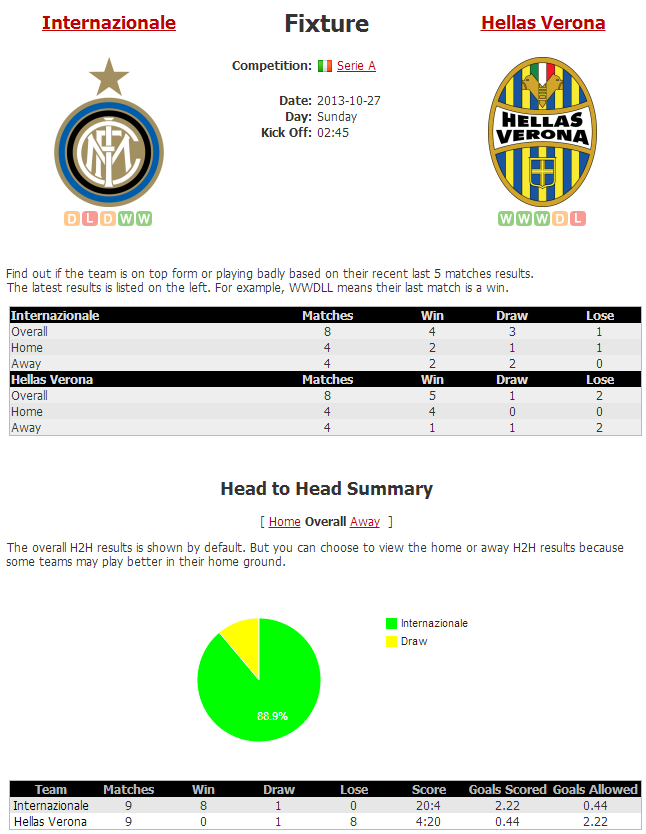 Internazionale
Fixture
Hellas Verona
Competition: Serie A
Date: 2013-10-27
Day: Sunday
Kick Off: 02:45
HELLAS
VERONA
D L D W W
W W W D L
Find out if the team is on top form or playing badly based on their recent last 5 matches results.
The latest results is listed on the left. For example, WWDLL means their last match is a win.
Internazionale Matches Win Draw Lose
Overall 8 4 3 1
Home 4 2 1 1
Away 4 2 2 0
Hellas Verona Matches Win Draw Lose
Overall 8 5 1 2
Home 4 4 0 0
Away 4 1 1 2
Head to Head Summary
[ Home Overall Away ]
The overall H2H results is shown by default. But you can choose to view the home or away H2H results because
some teams may play better in their home ground.
Internazionale
Draw
88.9%
Team Matches Win Draw Lose Score Goals Scored Goals Allowed
Internazionale 9 8 1 0 20:4 2.22 0.44
Hellas Verona 9 0 1 8 4:20 0.44 2.22